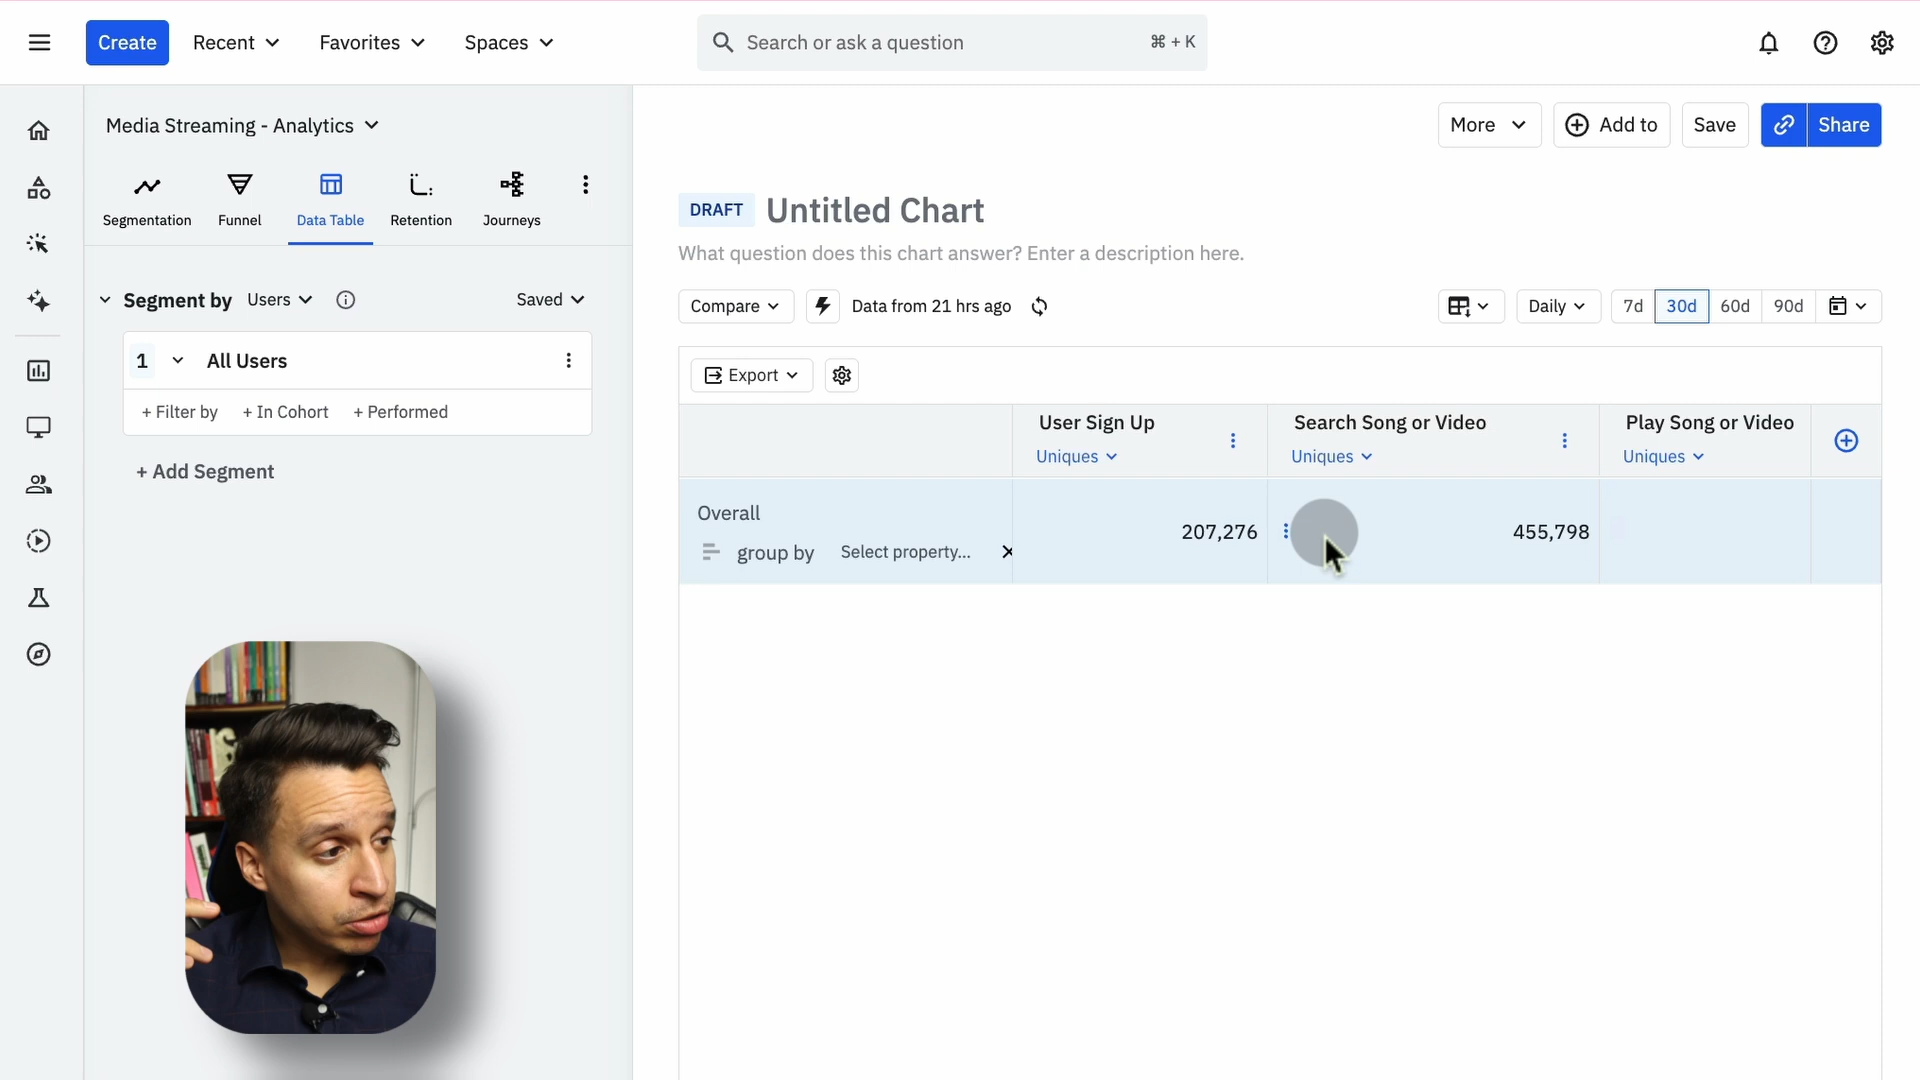 Create Recent Favorites Spaces Search or ask a question ⌘ + K
Media Streaming - Analytics
More Add to Save Share
Segmentation Funnel Data Table Retention Journeys
DRAFT Untitled Chart
What question does this chart answer? Enter a description here.
Segment by Users Saved
Compare Data from 21 hrs ago Daily 7d 30d 60d 90d
1 All Users
+ Filter by + In Cohort + Performed
+ Add Segment
Export
User Sign Up Search Song or Video Play Song or Video
Uniques Uniques Uniques
Overall
207,276 455,798
group by Select property...